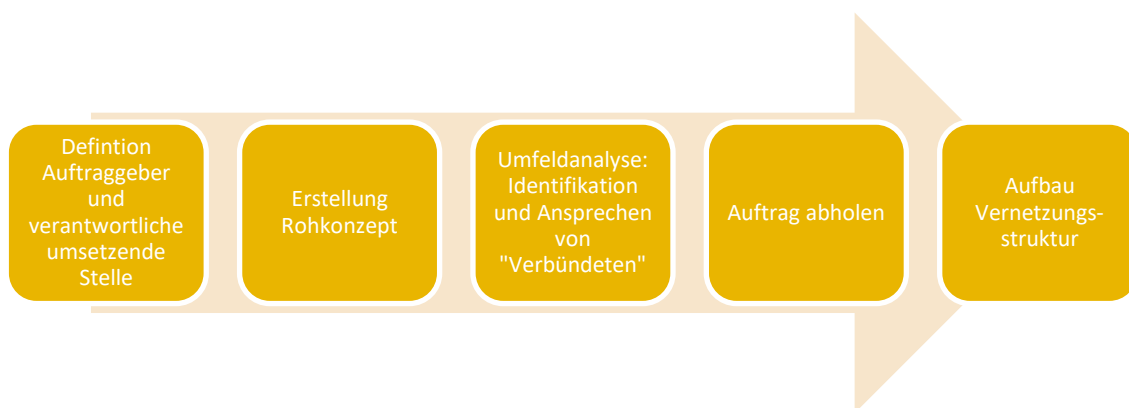 Defintion
Auftraggeber
und
verantwortliche
umsetzende
Stelle
Erstellung
Rohkonzept
Umfeldanalyse:
Identifikation
und Ansprechen
von
"Verbündeten"
Auftrag abholen
Aufbau
Vernetzungs-
struktur